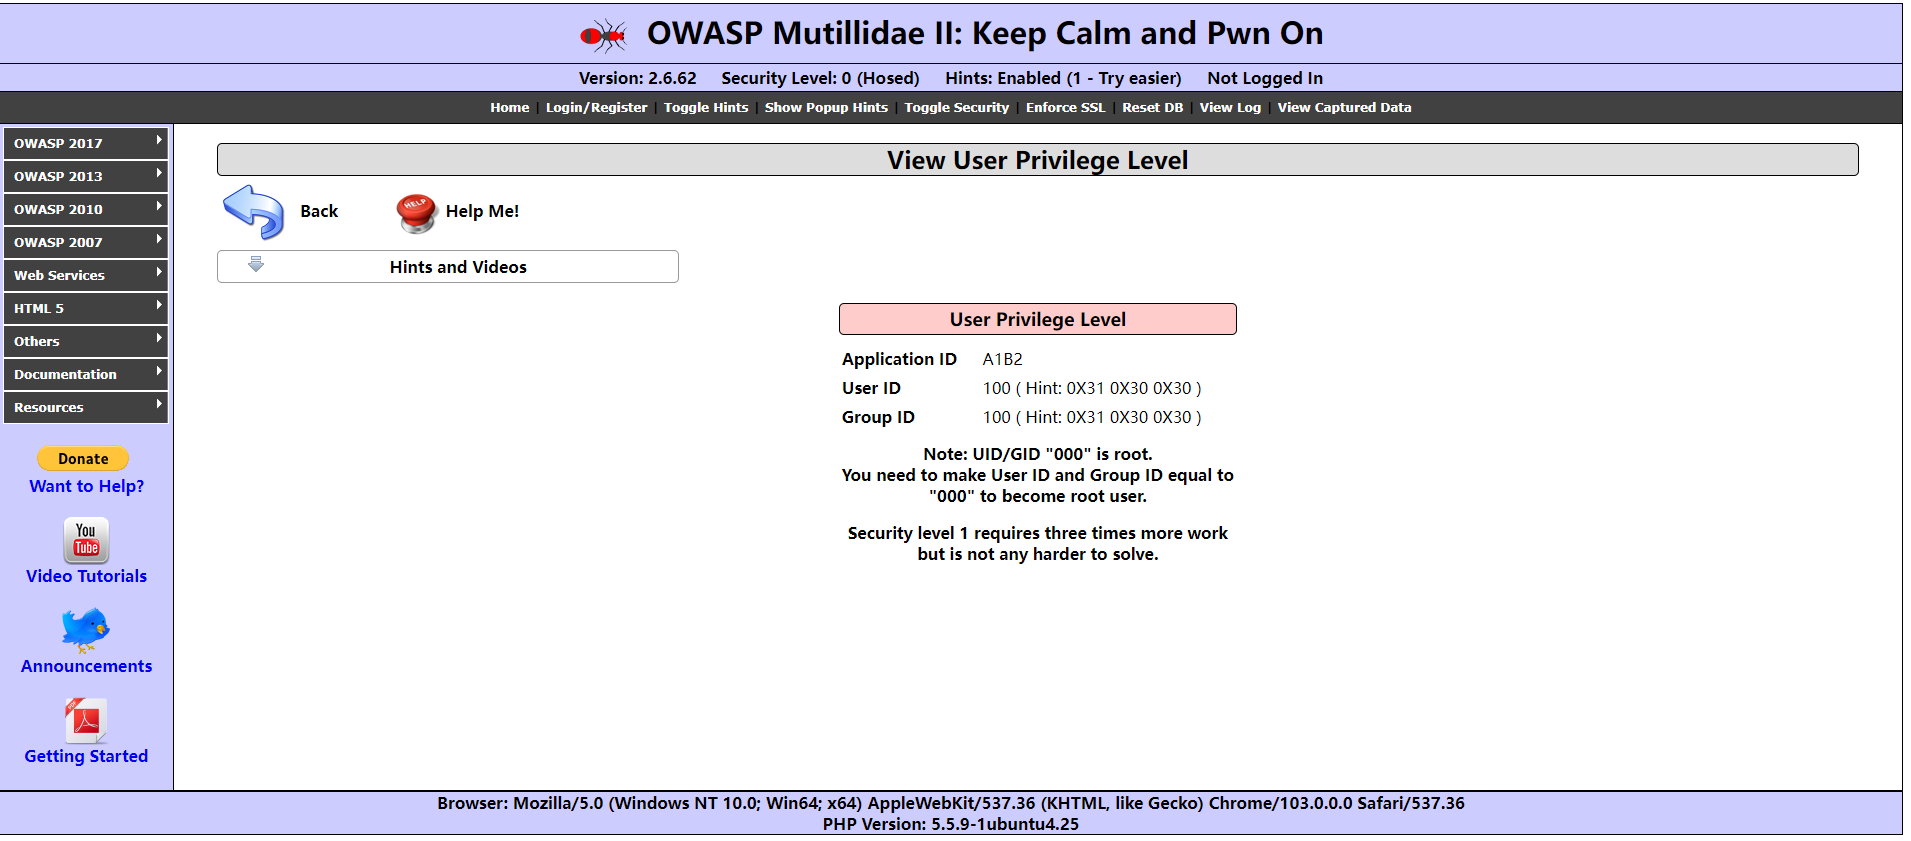 OWASP Mutillidae II: Keep Calm and Pwn On
Version: 2.6.62 Security Level: 0 (Hosed) Hints: Enabled (1 - Try easier) Not Logged In
Home | Login/Register | Toggle Hints | Show Popup Hints | Toggle Security | Enforce SSL | Reset DB | View Log | View Captured Data
OWASP 2017
OWASP 2013
OWASP 2010
OWASP 2007
Web Services
HTML 5
Others
Documentation
Resources
Donate
Want to Help?
You
Tube
Video Tutorials
Announcements
PDF
Getting Started
View User Privilege Level
Back
HELP
Help Me!
Hints and Videos
User Privilege Level
Application ID A1B2
User ID 100 ( Hint: 0X31 0X30 0X30 )
Group ID 100 ( Hint: 0X31 0X30 0X30 )
Note: UID/GID "000" is root.
You need to make User ID and Group ID equal to
"000" to become root user.
Security level 1 requires three times more work
but is not any harder to solve.
Browser: Mozilla/5.0 (Windows NT 10.0; Win64; x64) AppleWebKit/537.36 (KHTML, like Gecko) Chrome/103.0.0.0 Safari/537.36
PHP Version: 5.5.9-1ubuntu4.25